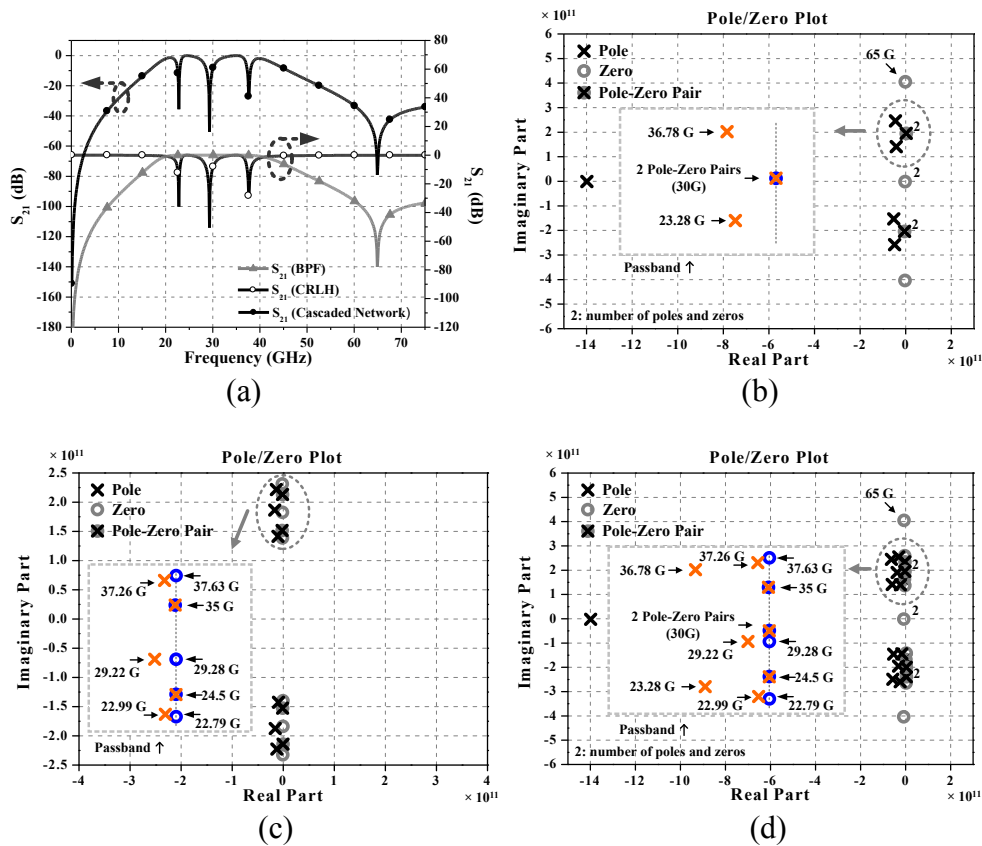 0
-20
-40
-60
-80
-100
-120
-140
-160
-180
S21 (dB)
80
60
40
20
0
-20
-40
-60
-80
-100
-120
S21 (dB)
S21 (BPF)
S21 (CRLH)
S21 (Cascaded Network)
0 10 20 30 40 50 60 70
Frequency (GHz)
(a)
× 10^11
Pole/Zero Plot
6
5
4
3
2
1
0
-1
-2
-3
-4
-5
-6
Imaginary Part
Pole
Zero
Pole-Zero Pair
65 G
36.78 G
2 Pole-Zero Pairs
(30G)
23.28 G
Passband ↑
2
2
2
2: number of poles and zeros
-14 -12 -10 -8 -6 -4 -2 0 2
Real Part
× 10^11
(b)
× 10^11
Pole/Zero Plot
2.5
2.0
1.5
1.0
0.5
0.0
-0.5
-1.0
-1.5
-2.0
-2.5
Imaginary Part
Pole
Zero
Pole-Zero Pair
37.26 G
37.63 G
35 G
29.22 G
29.28 G
24.5 G
22.99 G
22.79 G
Passband ↑
-4 -3 -2 -1 0 1 2 3 4
Real Part
× 10^11
(c)
× 10^11
Pole/Zero Plot
6
5
4
3
2
1
0
-1
-2
-3
-4
-5
-6
Imaginary Part
Pole
Zero
Pole-Zero Pair
65 G
37.26 G
37.63 G
36.78 G
35 G
2 Pole-Zero Pairs
(30G)
29.22 G
29.28 G
24.5 G
23.28 G
22.99 G
22.79 G
Passband ↑
2
2
2
2: number of poles and zeros
-14 -12 -10 -8 -6 -4 -2 0 2
Real Part
× 10^11
(d)